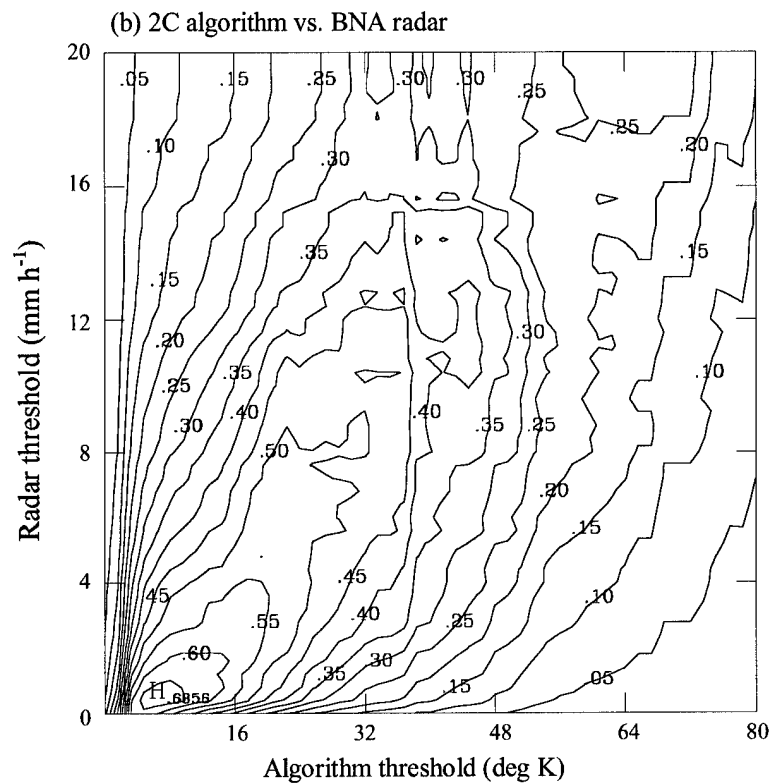 (b) 2C algorithm vs. BNA radar
20
.05 .15 .25 .30 .30 .25
.10 .30 .25 .20
16
.35 .15
.15
12
.20 .30
.25 .35 .10
.30 .40 .40 .35 .25
8
.50
.20
.15
.45
4
.45 .10
.55 .40 .25
.60 .30
.35 .15 .05
H
0
16 32 48 64 80
Radar threshold (mm h-1)
Algorithm threshold (deg K)